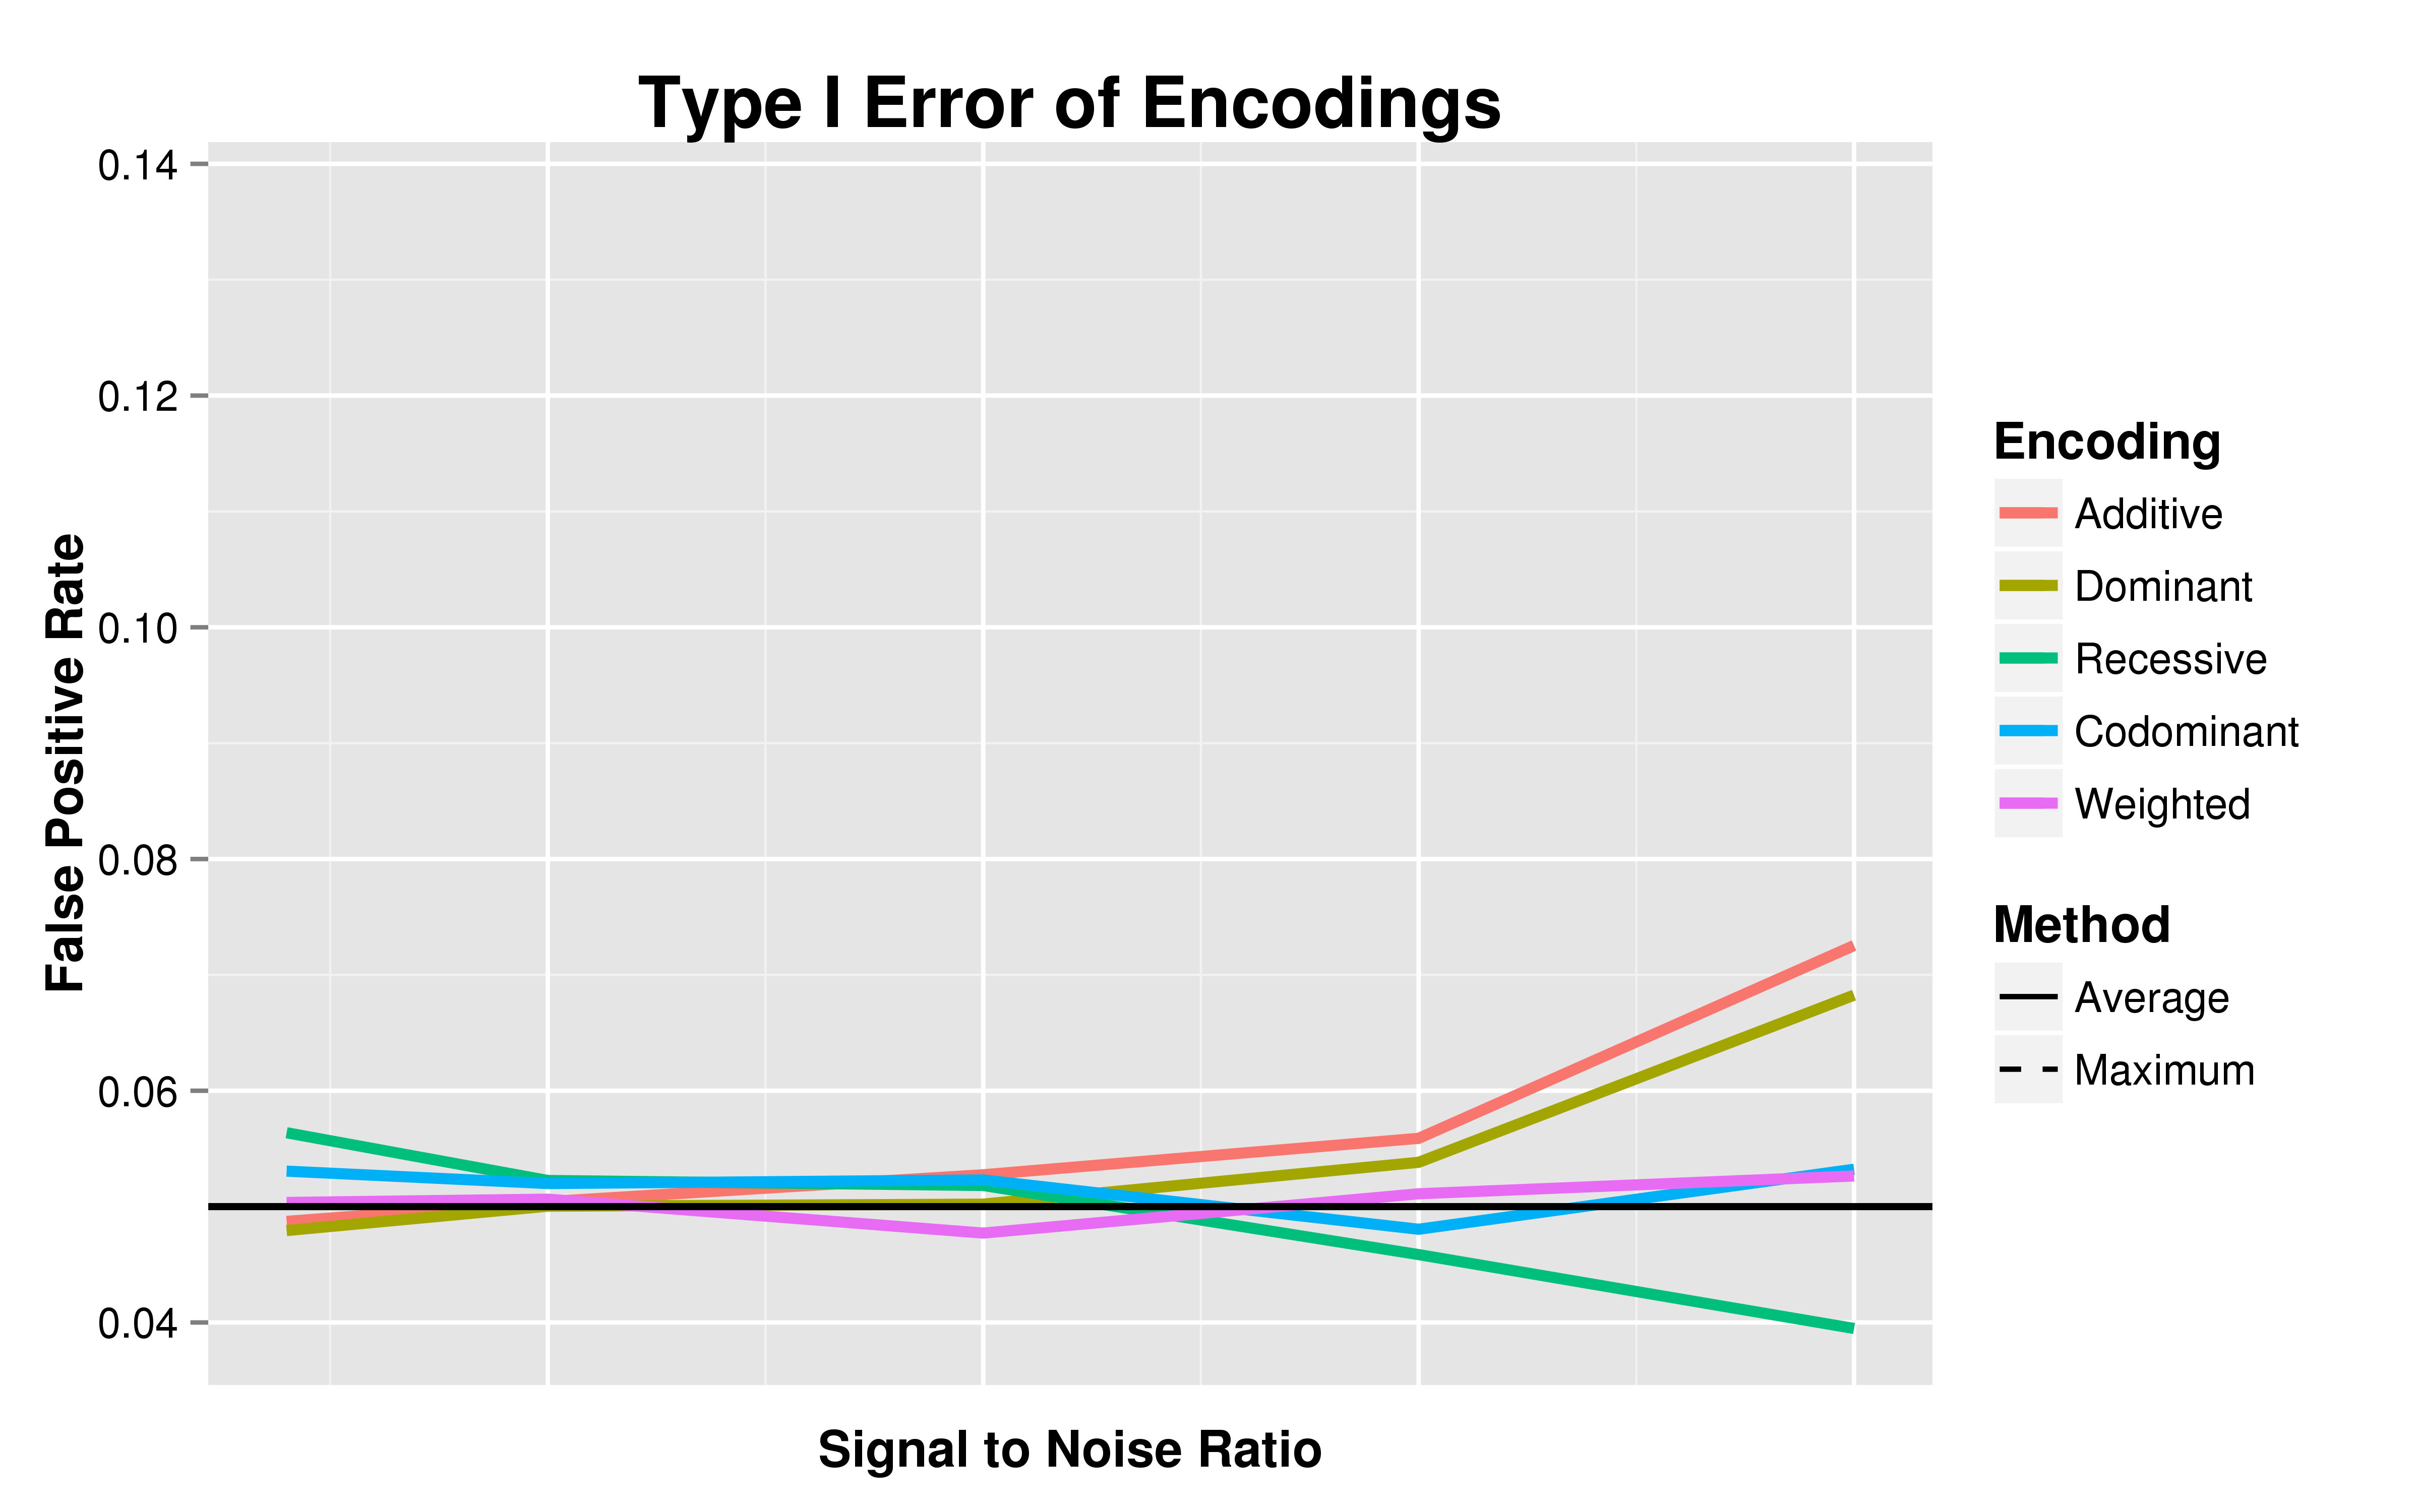 Type I Error of Encodings
0.14
0.12
0.10
0.08
0.06
0.04
False Positive Rate
Signal to Noise Ratio
Encoding
Additive
Dominant
Recessive
Codominant
Weighted
Method
Average
Maximum